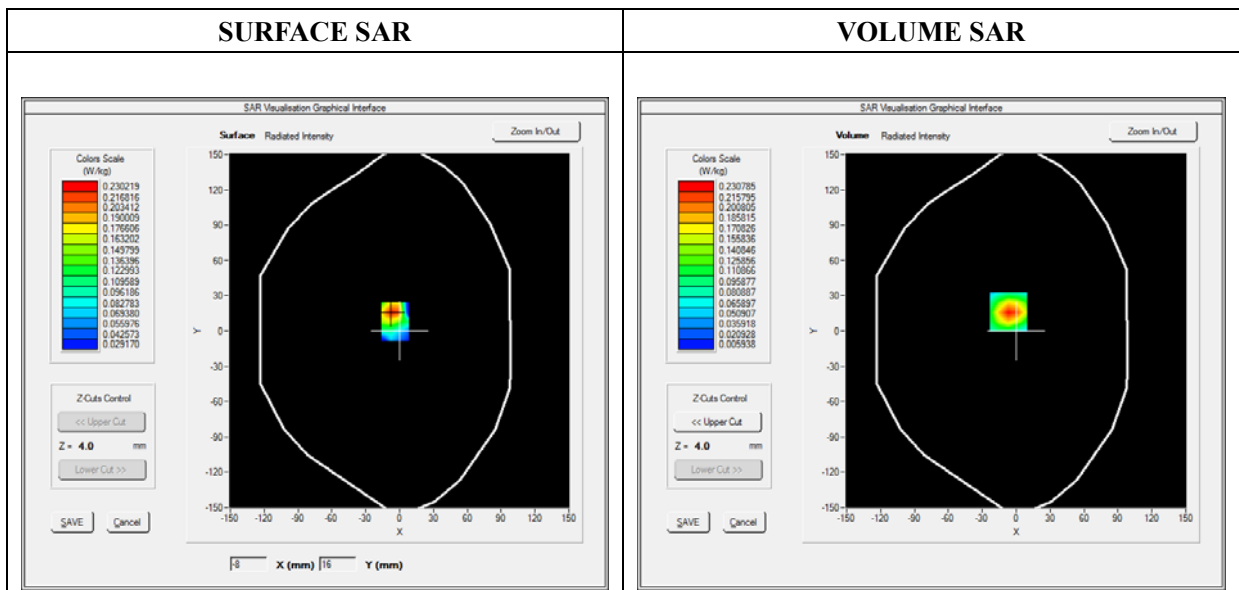 SURFACE SAR
VOLUME SAR
SAR Visualisation Graphical Interface
Surface Radiated Intensity
Zoom In/Out
Colors Scale
(W/kg)
0.230219
0.216816
0.203412
0.190009
0.176606
0.163202
0.149799
0.136396
0.122993
0.109589
0.096186
0.082783
0.069380
0.055976
0.042573
0.029170
Z-Cuts Control
<< Upper Cut
Z = 4.0 mm
Lower Cut >>
SAVE Cancel
150
120
90
60
30
0
-30
-60
-90
-120
-150
Y
-150 -120 -90 -60 -30 0 30 60 90 120 150
X
-8 X (mm) 16 Y (mm)
SAR Visualisation Graphical Interface
Volume Radiated Intensity
Zoom In/Out
Colors Scale
(W/kg)
0.230785
0.215795
0.200805
0.185815
0.170826
0.155836
0.140846
0.125856
0.110866
0.095877
0.080887
0.065897
0.050907
0.035918
0.020928
0.005938
Z-Cuts Control
<< Upper Cut
Z = 4.0 mm
Lower Cut >>
SAVE Cancel
150
120
90
60
30
0
-30
-60
-90
-120
-150
Y
-150 -120 -90 -60 -30 0 30 60 90 120 150
X